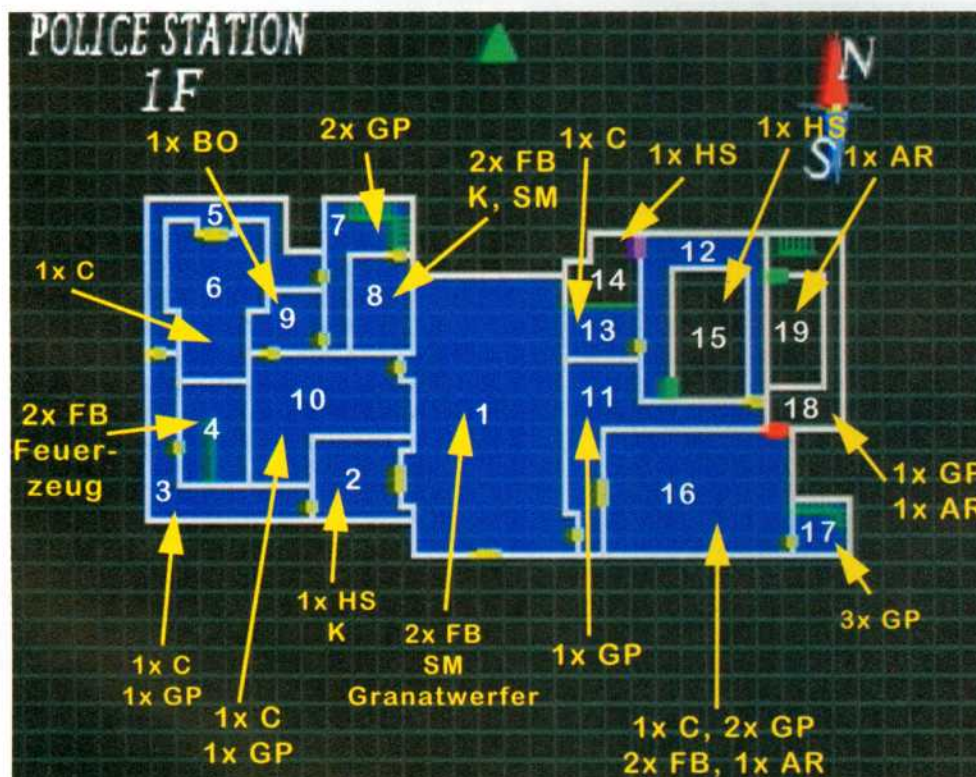 POLICE STATION
1F
N
S
1x BO
2x GP
2x FB
K, SM
1x C
1x HS
1x HS
1x AR
5
7
12
1x C
6
8
14
9
13
15
19
10
11
18
2x FB
Feuer-
zeug
4
1
3
2
16
17
1x GP
1x AR
1x C
1x GP
1x C
1x GP
1x HS
K
2x FB
SM
Granatwerfer
1x GP
3x GP
1x C, 2x GP
2x FB, 1x AR